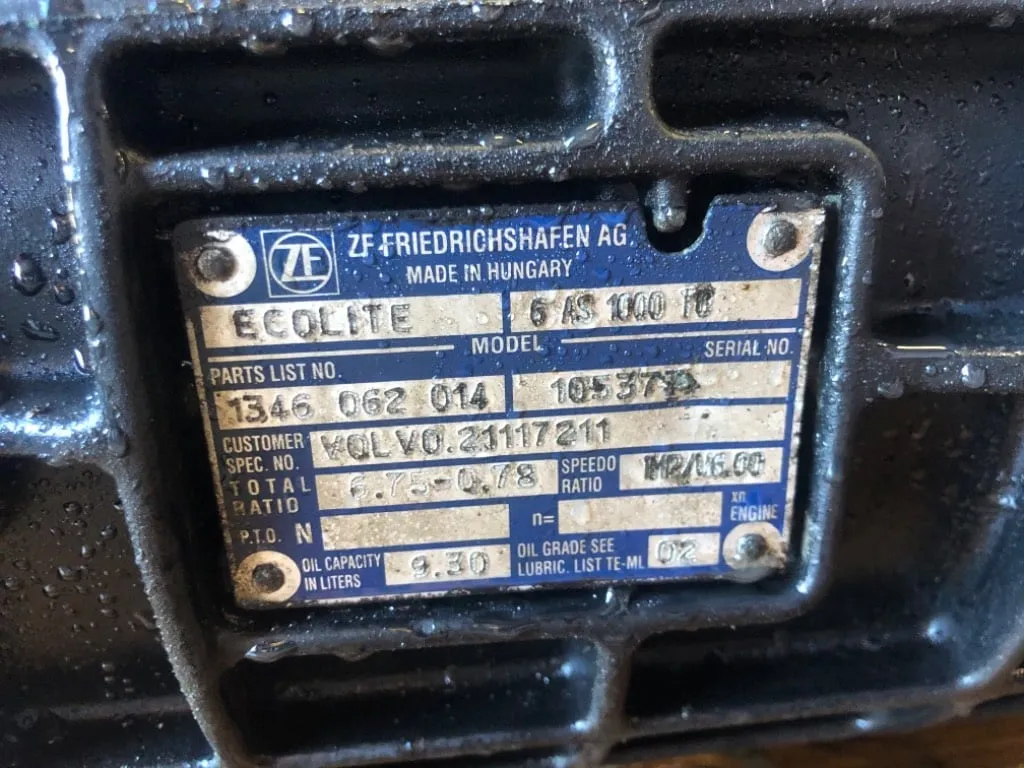 ZF
ZF FRIEDRICHSHAFEN AG
MADE IN HUNGARY
ECOLITE 6 AS 1000 TO
MODEL
PARTS LIST NO. SERIAL NO
1346 062 014
CUSTOMER SPEC. NO. VOLVO.21117211
TOTAL RATIO 6.75-0.78 SPEEDO RATIO
P.T.O. N n= xn ENGINE
OIL CAPACITY IN LITERS 9.30 OIL GRADE SEE LUBRIC. LIST TE-ML 02